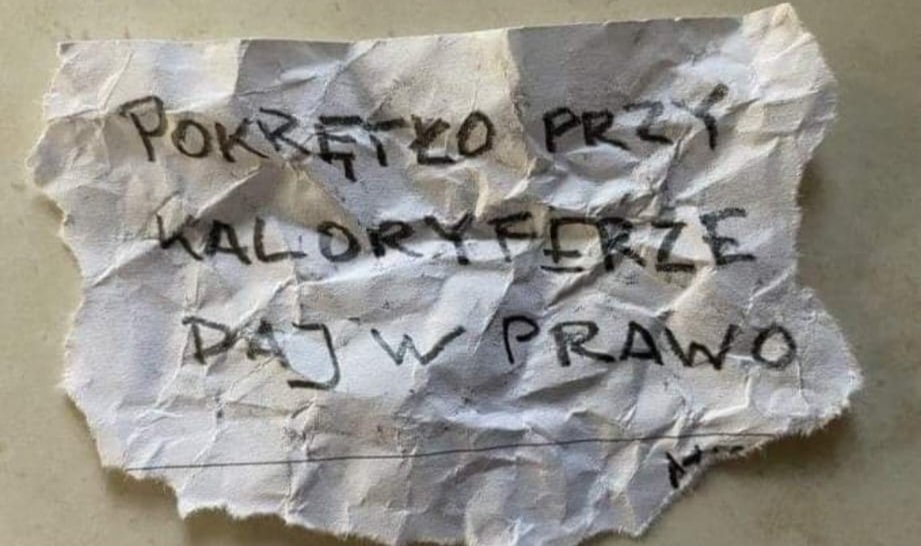 POKRĘTŁO PRZY
KALORYFERZE
DAJ W PRAWO